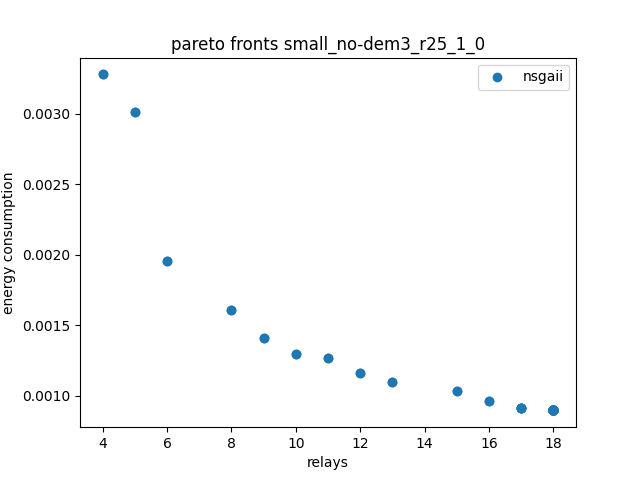 pareto fronts small_no-dem3_r25_1_0
nsgaii
energy consumption
0.0030
0.0025
0.0020
0.0015
0.0010
4 6 8 10 12 14 16 18
relays